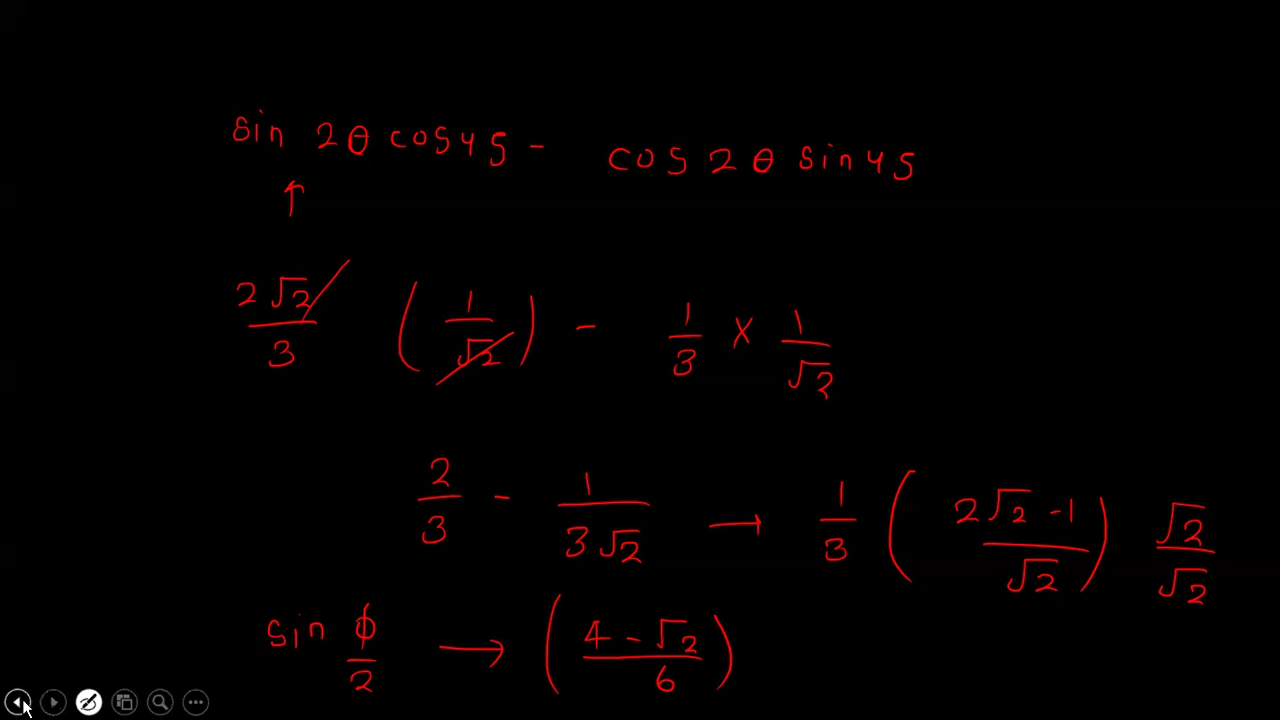 sin 2θ cos45 - cos 2θ sin45
↑
2√2/3 (1/√2) - 1/3 x 1/√2
2/3 - 1/3√2 → 1/3 (2√2 -1/√2) √2/√2
sin ϕ/2 → (4 - √2/6)